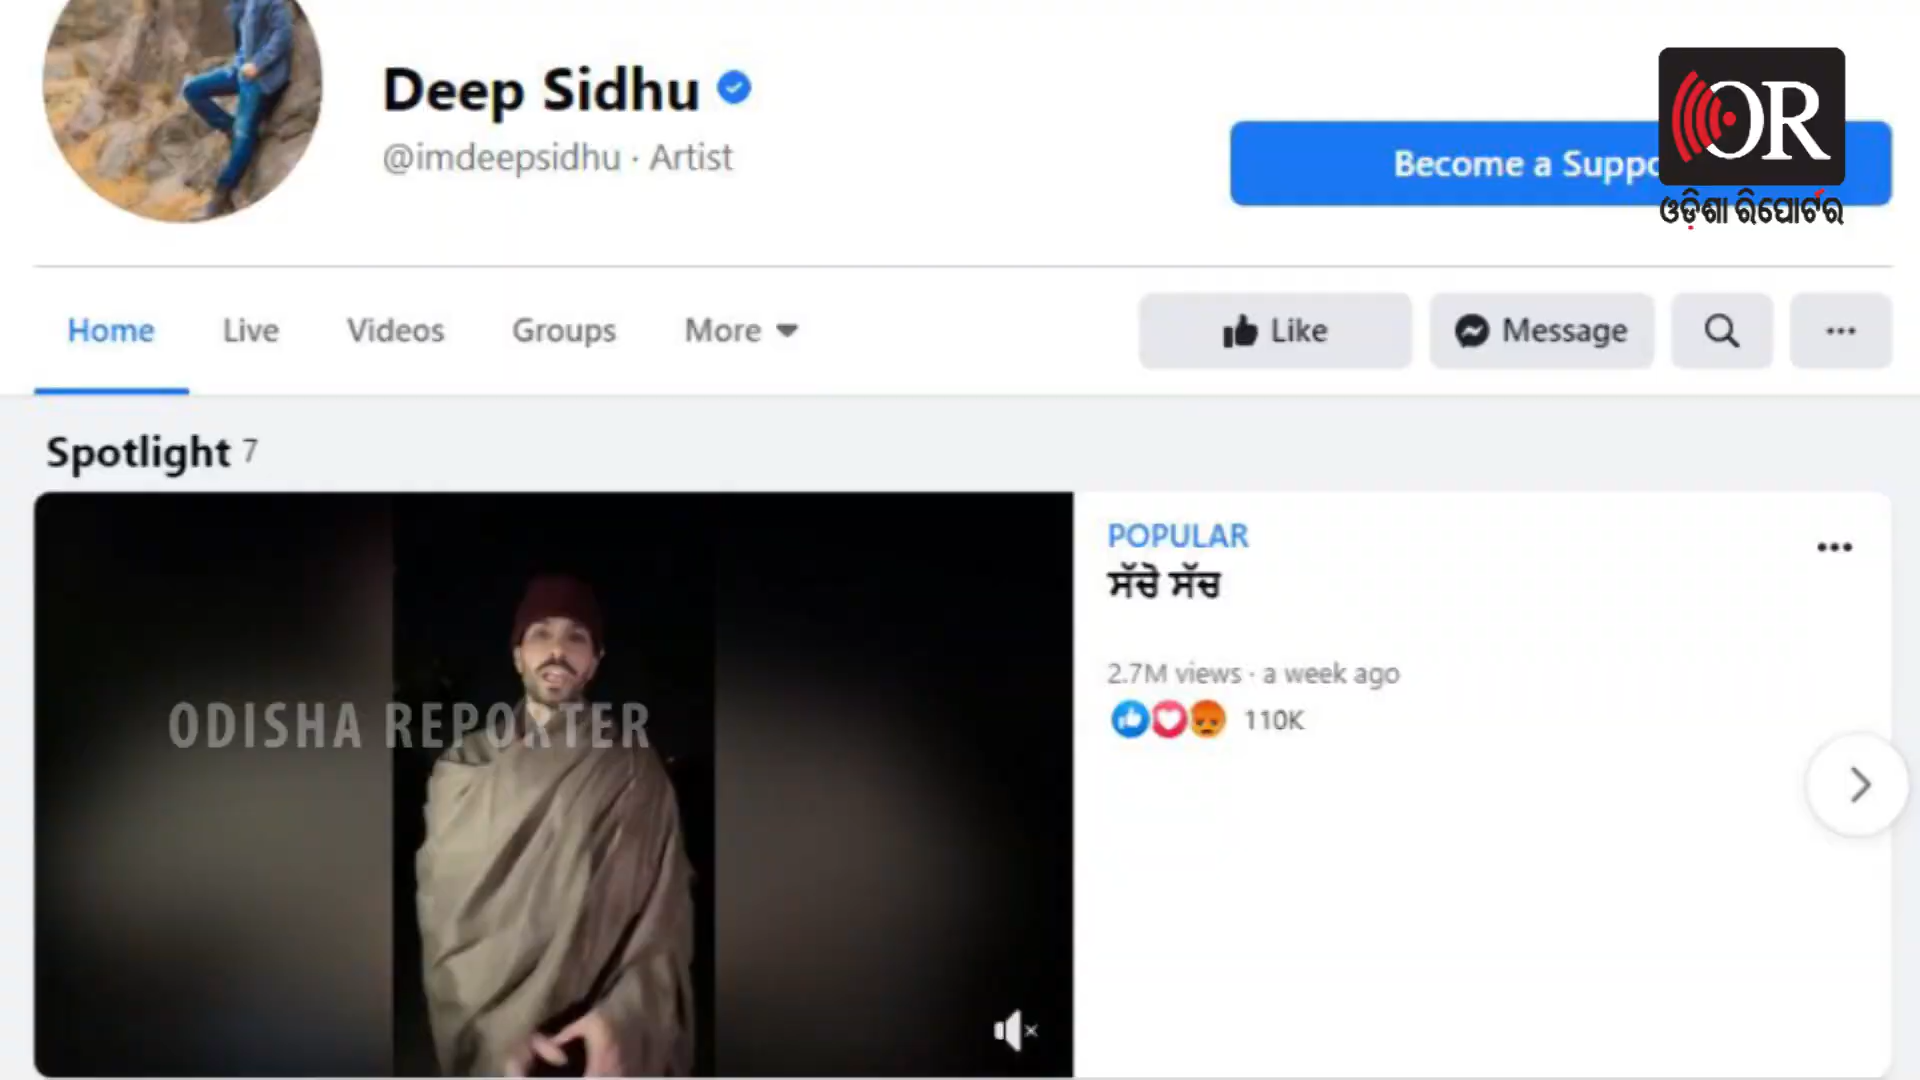 Deep Sidhu
@imdeepsidhu · Artist
Become a Suppo
OR
ଓଡ଼ିଶା ରିପୋର୍ଟର
Home
Live
Videos
Groups
More
Like
Message
Spotlight 7
POPULAR
ਸੱਚੋ ਸੱਚ
2.7M views · a week ago
110K
ODISHA REPORTER